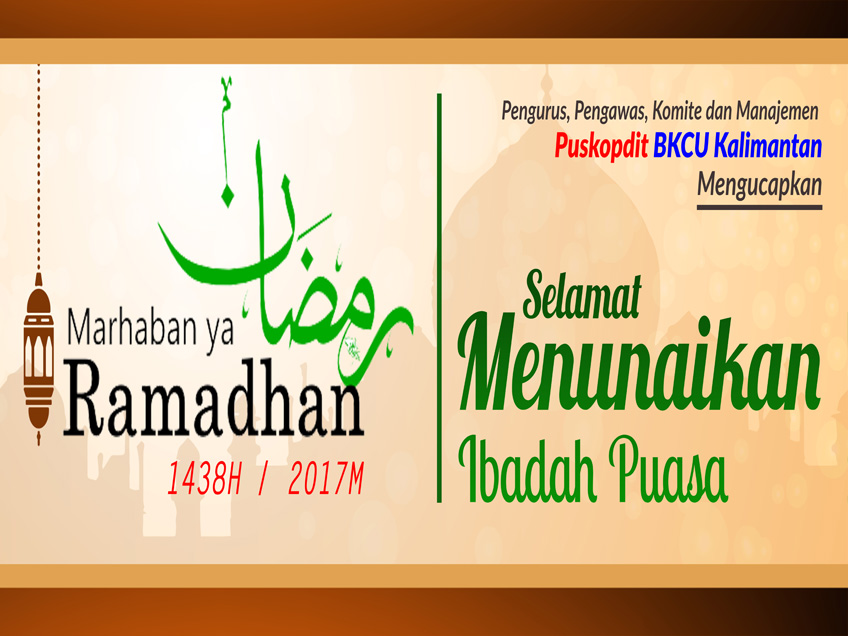 رمضان
Marhaban ya
Ramadhan
1438H / 2017M
Pengurus, Pengawas, Komite dan Manajemen
Puskopdit BKCU Kalimantan
Mengucapkan
Selamat
Menunaikan
Ibadah Puasa